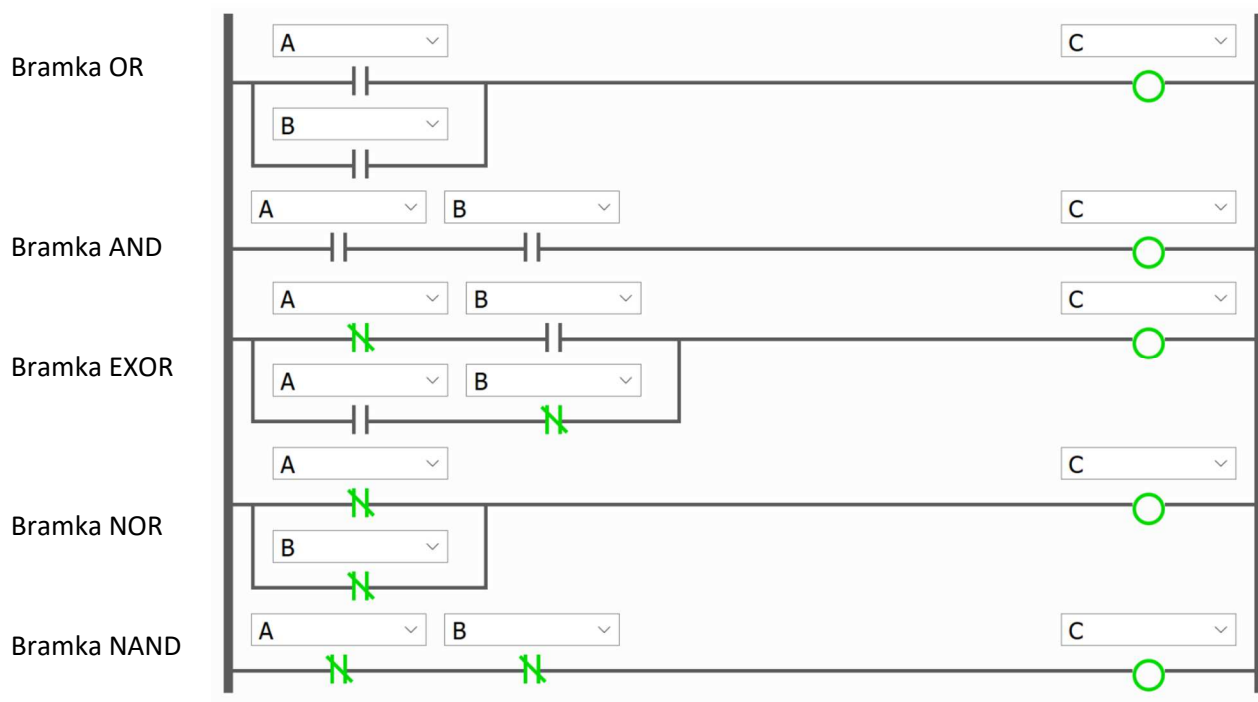 A C
Bramka OR
B
A B C
Bramka AND
A B C
Bramka EXOR
A B
A C
Bramka NOR
B
A B C
Bramka NAND